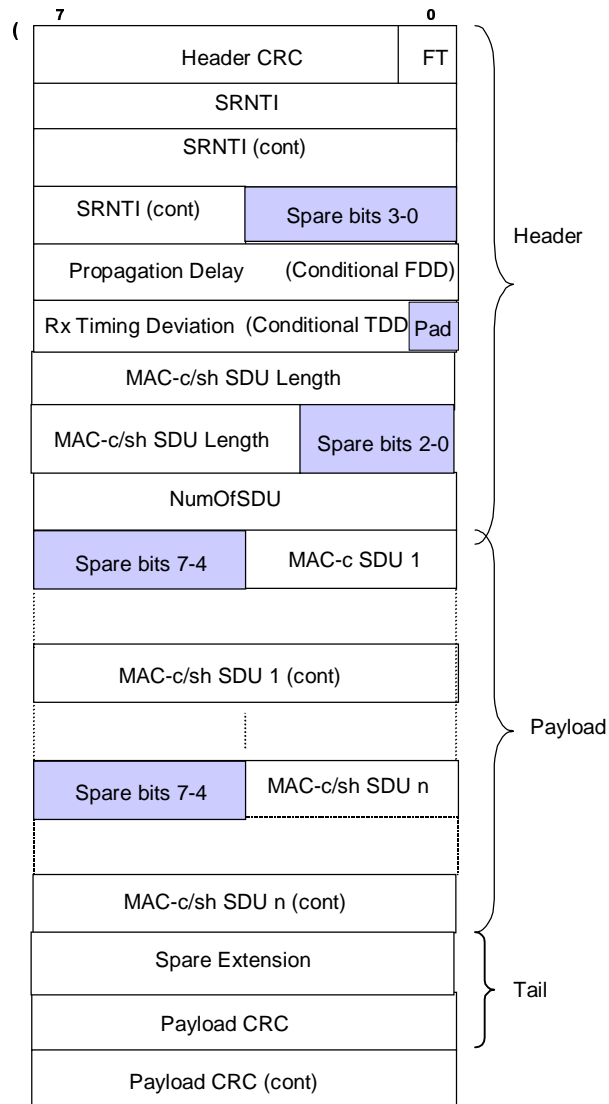 7 0
(
Header CRC FT
SRNTI
SRNTI (cont)
SRNTI (cont) Spare bits 3-0
Header
Propagation Delay (Conditional FDD)
Rx Timing Deviation (Conditional TDD Pad
MAC-c/sh SDU Length
MAC-c/sh SDU Length Spare bits 2-0
NumOfSDU
Spare bits 7-4 MAC-c SDU 1
MAC-c/sh SDU 1 (cont)
Payload
Spare bits 7-4 MAC-c/sh SDU n
MAC-c/sh SDU n (cont)
Spare Extension
Tail
Payload CRC
Payload CRC (cont)